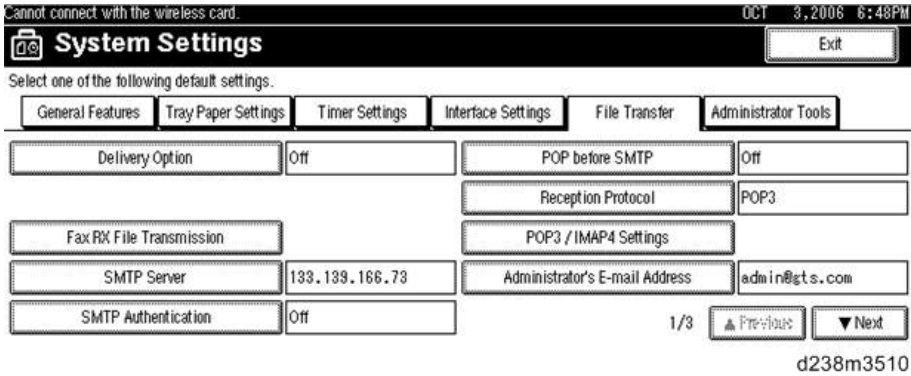 Cannot connect with the wireless card. OCT 3,2006 6:48PM
System Settings Exit
Select one of the following default settings.
General Features Tray Paper Settings Timer Settings Interface Settings File Transfer Administrator Tools
Delivery Option Off POP before SMTP Off
Reception Protocol POP3
Fax RX File Transmission POP3 / IMAP4 Settings
SMTP Server 133.139.166.73 Administrator's E-mail Address admin@gts.com
SMTP Authentication Off 1/3 ▲ Previous ▼ Next
d238m3510